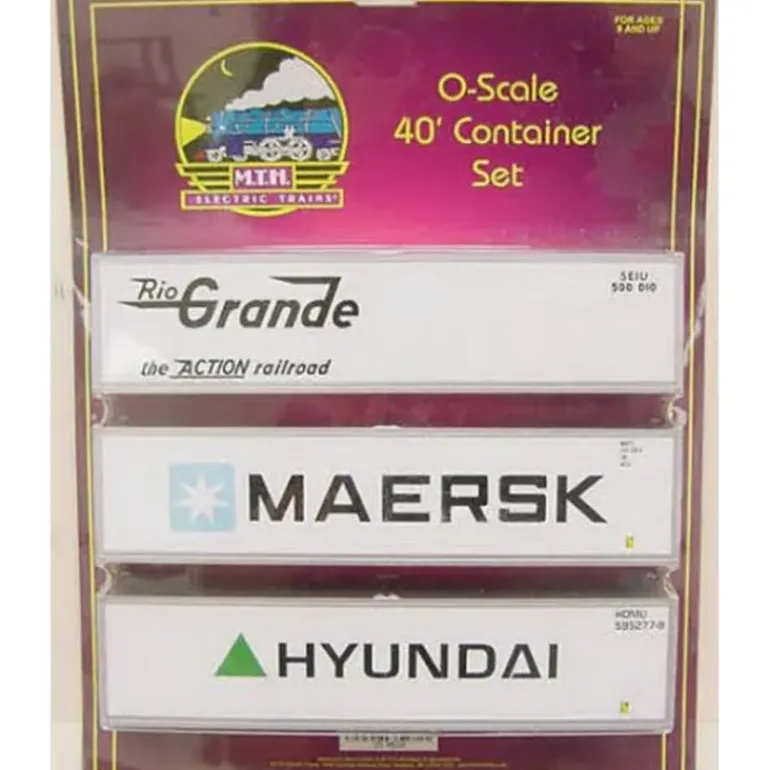 FOR AGES
8 AND UP
O-Scale
40' Container
Set
M.T.H.
ELECTRIC TRAINS
Rio Grande
the ACTION railroad
SEIU
500 010
MAERSK
HDMU
595277-8
HYUNDAI